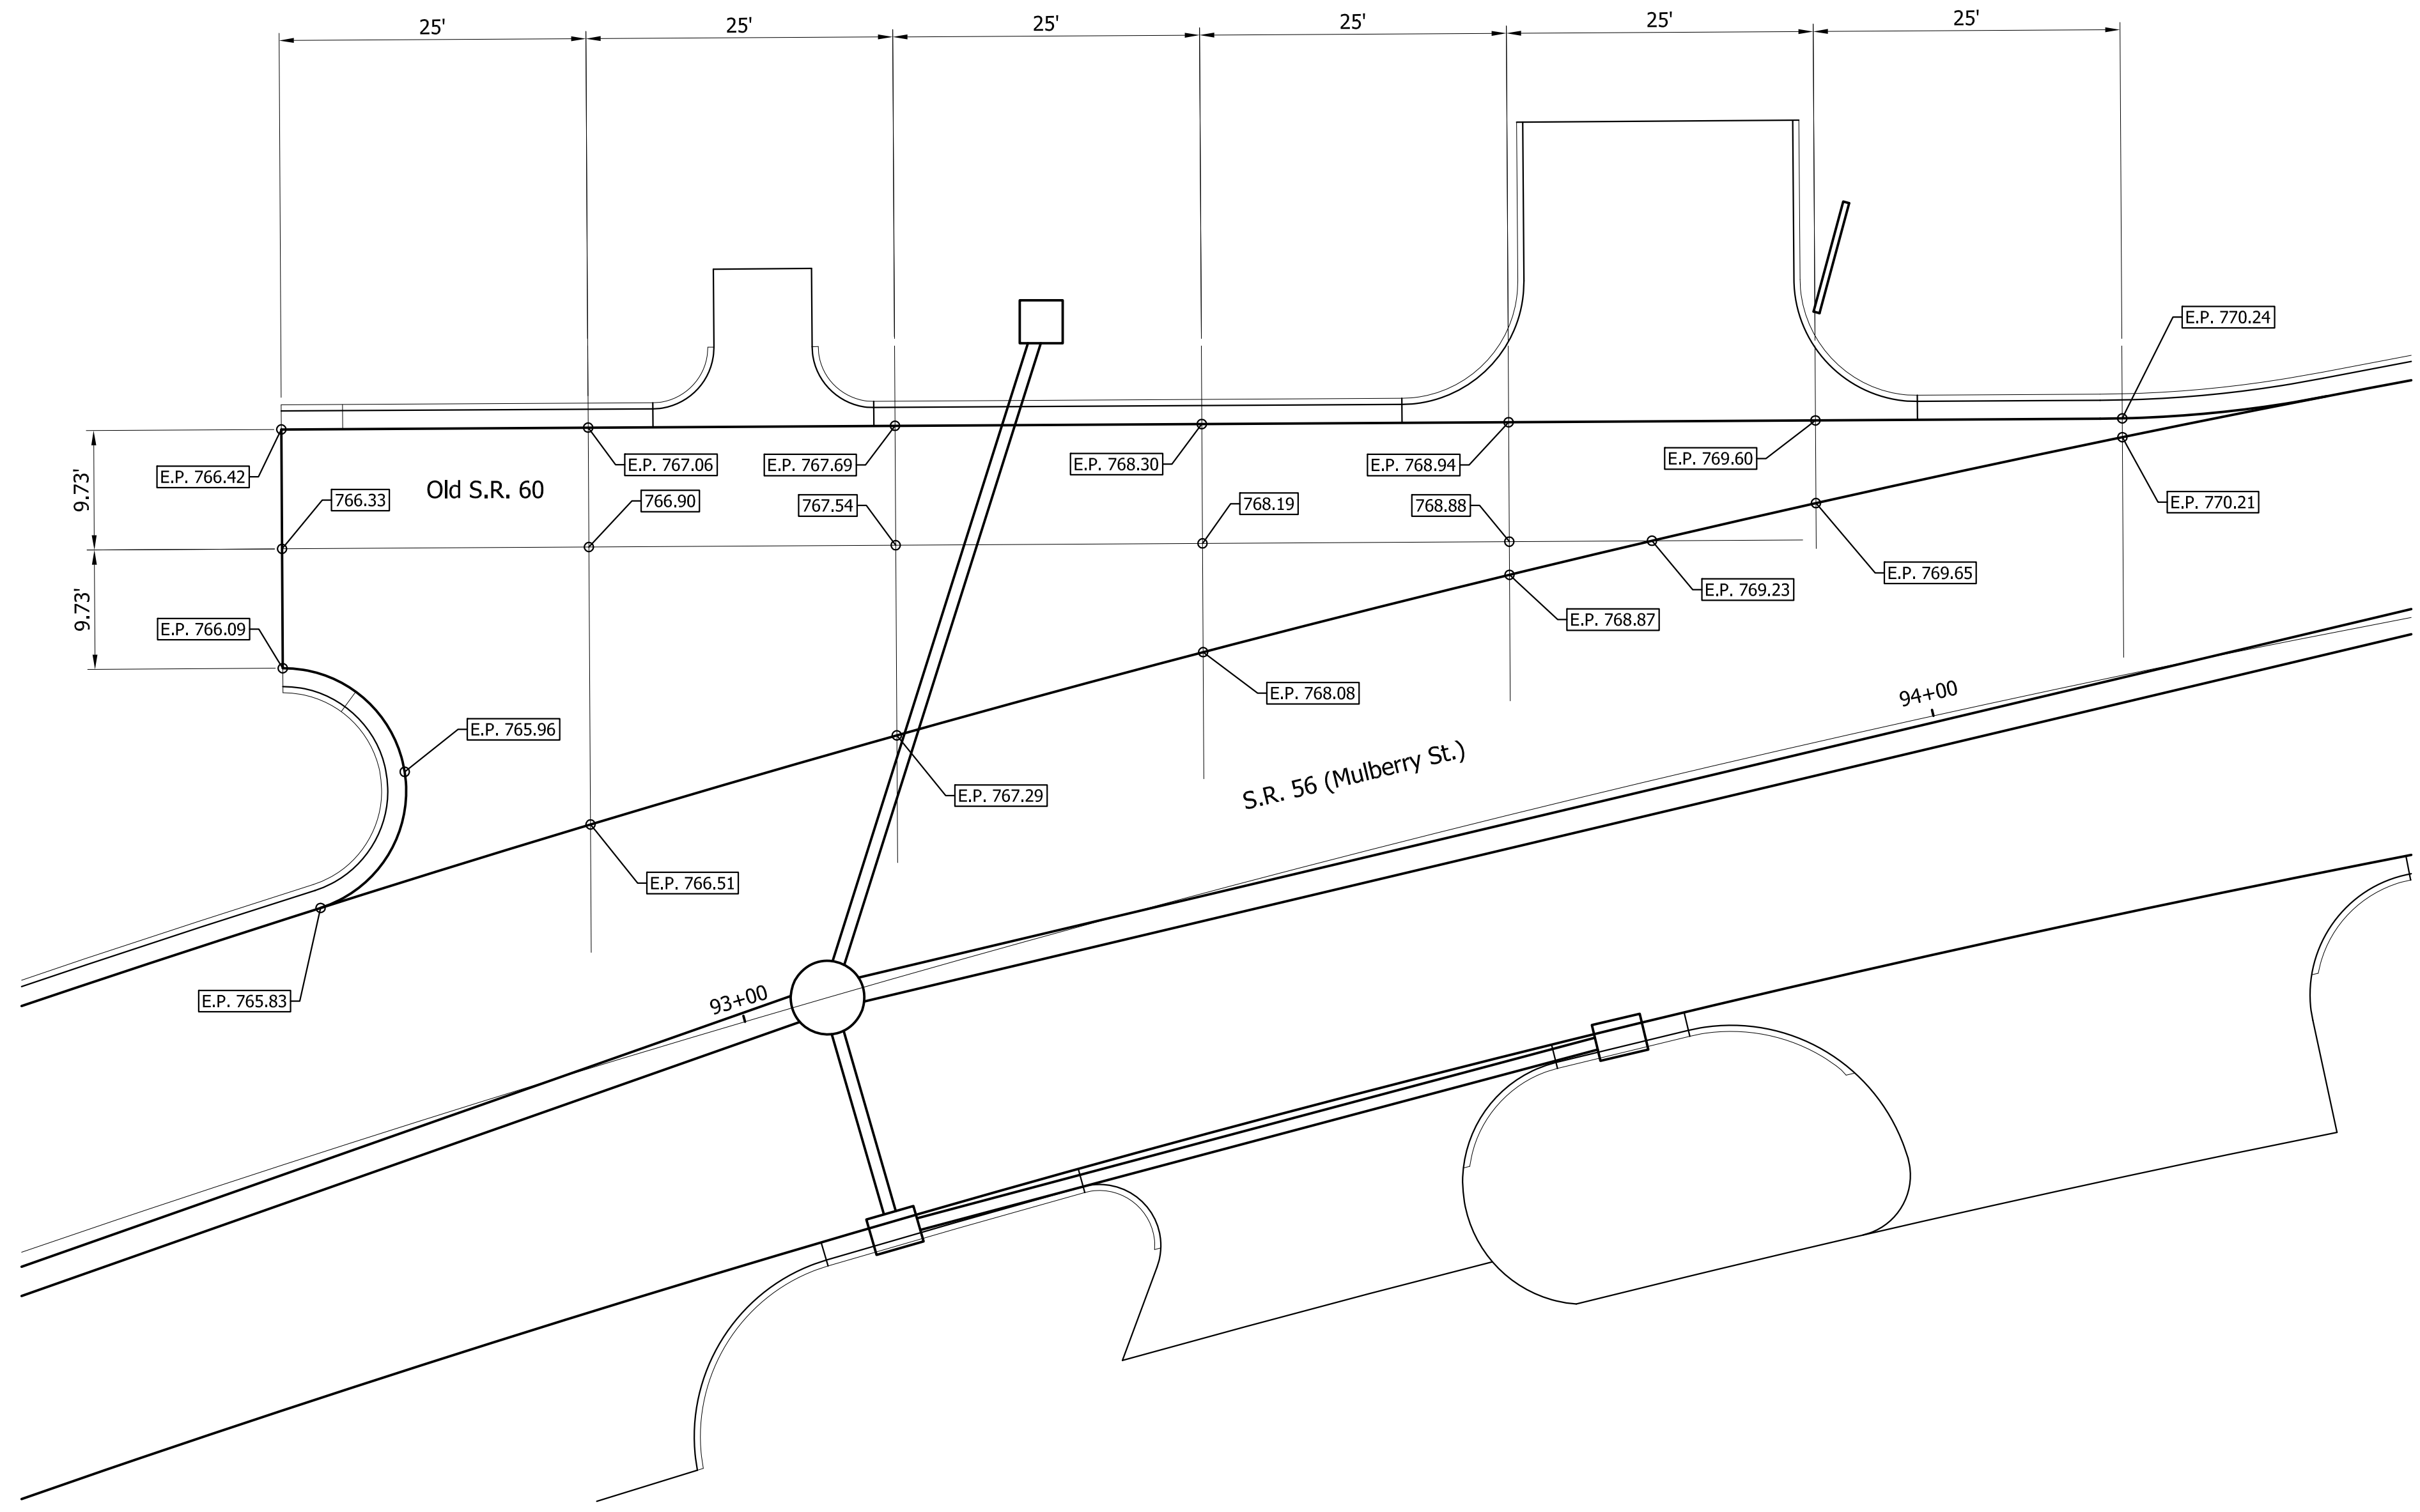 25'
25'
25'
25'
25'
25'
E.P. 770.24
9.73'
E.P. 766.42
Old S.R. 60
E.P. 767.06
E.P. 767.69
E.P. 768.30
E.P. 768.94
E.P. 769.60
766.33
766.90
767.54
768.19
768.88
E.P. 770.21
E.P. 769.65
E.P. 769.23
9.73'
E.P. 766.09
E.P. 768.87
E.P. 768.08
94+00
E.P. 765.96
S.R. 56 (Mulberry St.)
E.P. 767.29
E.P. 766.51
93+00
E.P. 765.83